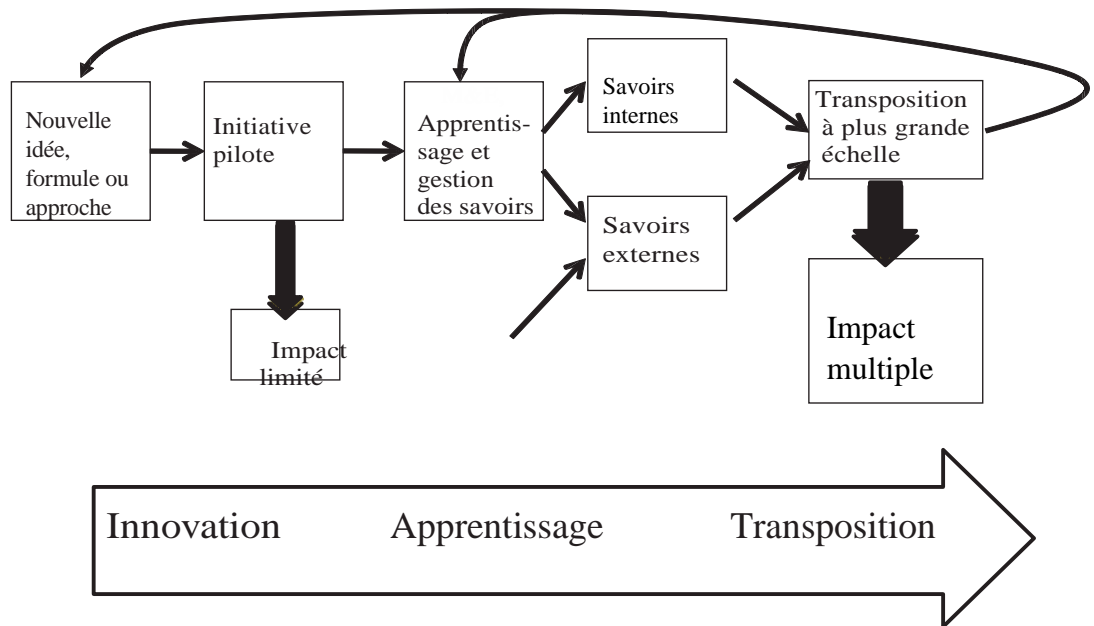 Nouvelle
idée,
formule ou
approche
Initiative
pilote
Apprentis-
sage et
gestion
des savoirs
Savoirs
internes
Savoirs
externes
Transposition
à plus grande
échelle
Impact
limité
Impact
multiple
Innovation
Apprentissage
Transposition